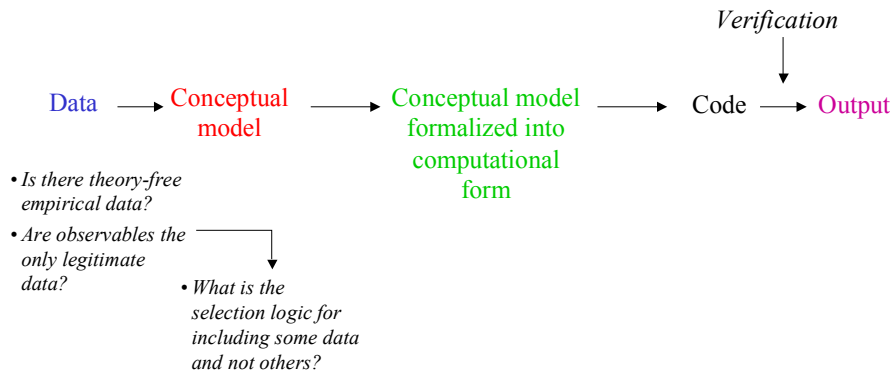 Verification
Data
Conceptual
model
Conceptual model
formalized into
computational
form
Code
Output
• Is there theory-free
empirical data?
• Are observables the
only legitimate
data?
• What is the
selection logic for
including some data
and not others?